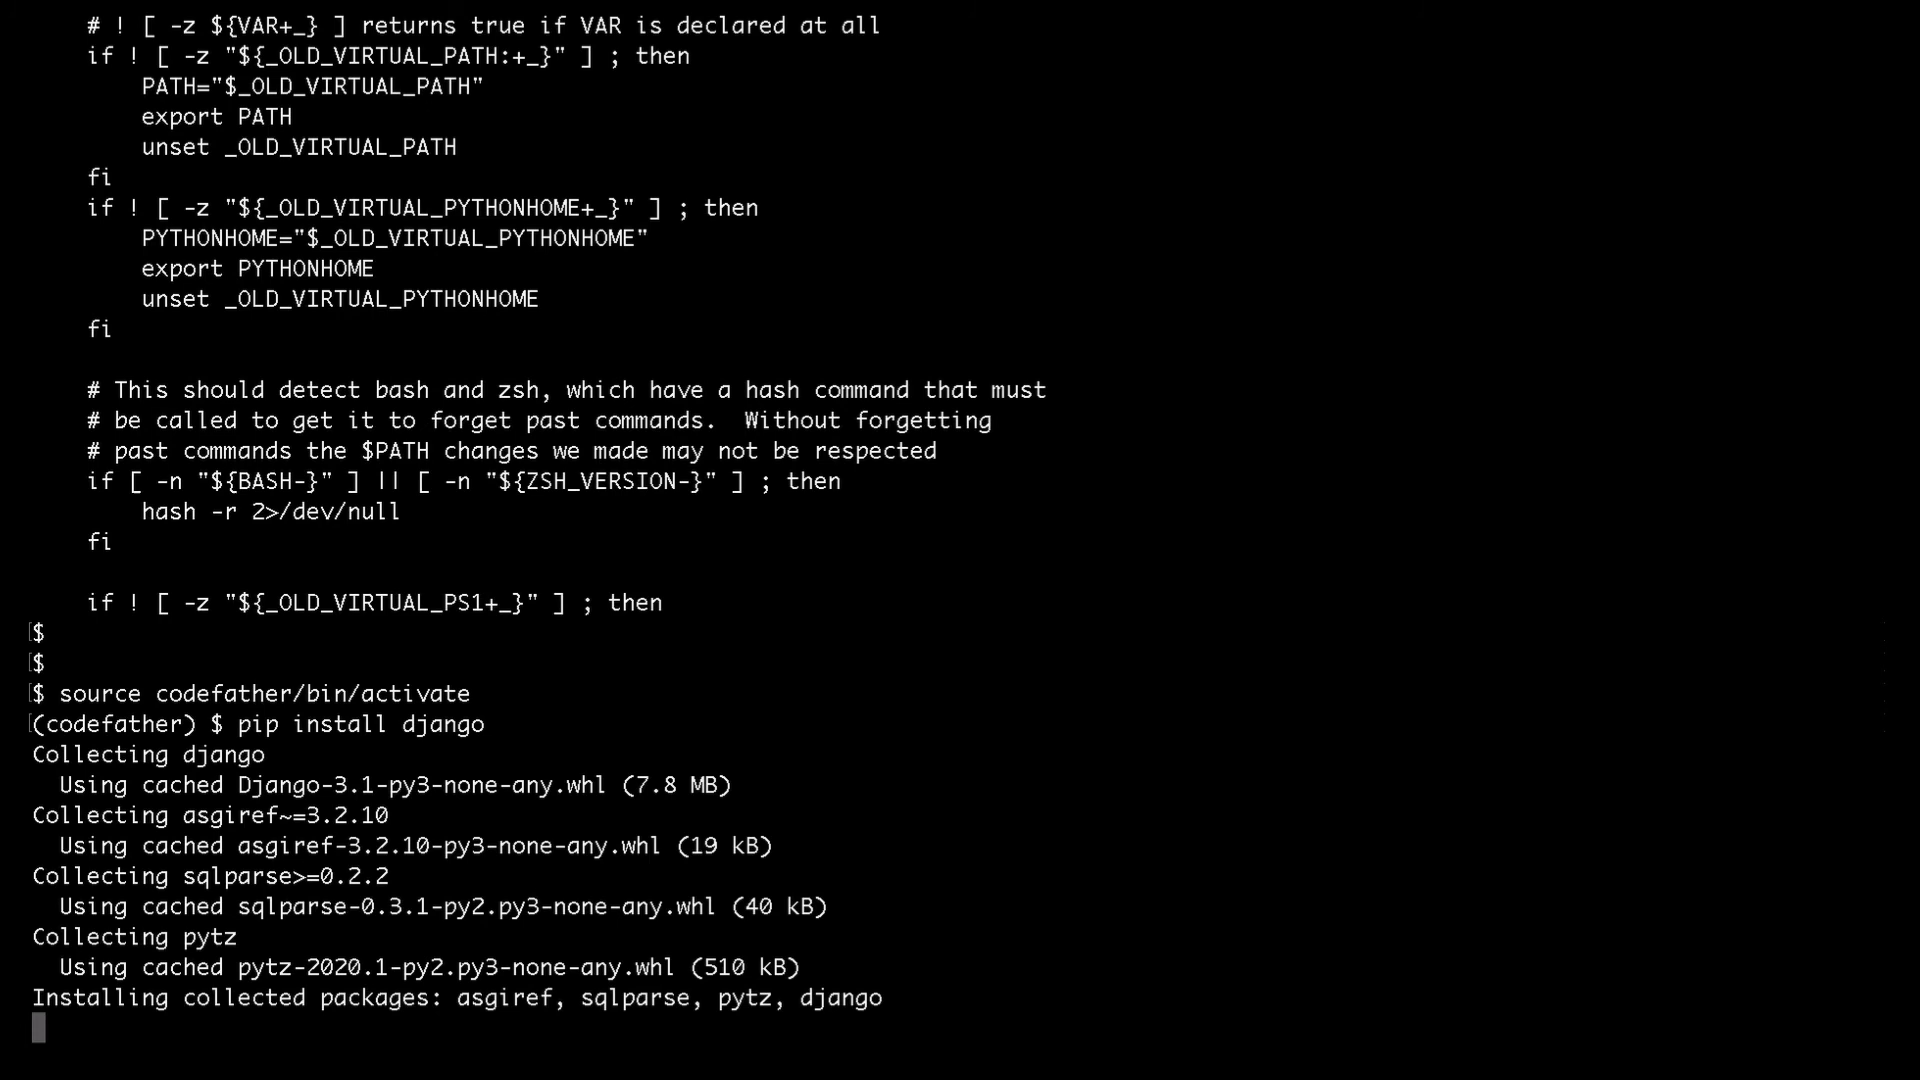 # ! [ -z ${VAR+_} ] returns true if VAR is declared at all
if ! [ -z "${_OLD_VIRTUAL_PATH:+_}" ] ; then
PATH="$_OLD_VIRTUAL_PATH"
export PATH
unset _OLD_VIRTUAL_PATH
fi
if ! [ -z "${_OLD_VIRTUAL_PYTHONHOME+_}" ] ; then
PYTHONHOME="$_OLD_VIRTUAL_PYTHONHOME"
export PYTHONHOME
unset _OLD_VIRTUAL_PYTHONHOME
fi
# This should detect bash and zsh, which have a hash command that must
# be called to get it to forget past commands.  Without forgetting
# past commands the $PATH changes we made may not be respected
if [ -n "${BASH-}" ] || [ -n "${ZSH_VERSION-}" ] ; then
hash -r 2>/dev/null
fi
if ! [ -z "${_OLD_VIRTUAL_PS1+_}" ] ; then
[$
[$
[$ source codefather/bin/activate
[(codefather) $ pip install django
Collecting django
Using cached Django-3.1-py3-none-any.whl (7.8 MB)
Collecting asgiref~=3.2.10
Using cached asgiref-3.2.10-py3-none-any.whl (19 kB)
Collecting sqlparse>=0.2.2
Using cached sqlparse-0.3.1-py2.py3-none-any.whl (40 kB)
Collecting pytz
Using cached pytz-2020.1-py2.py3-none-any.whl (510 kB)
Installing collected packages: asgiref, sqlparse, pytz, django